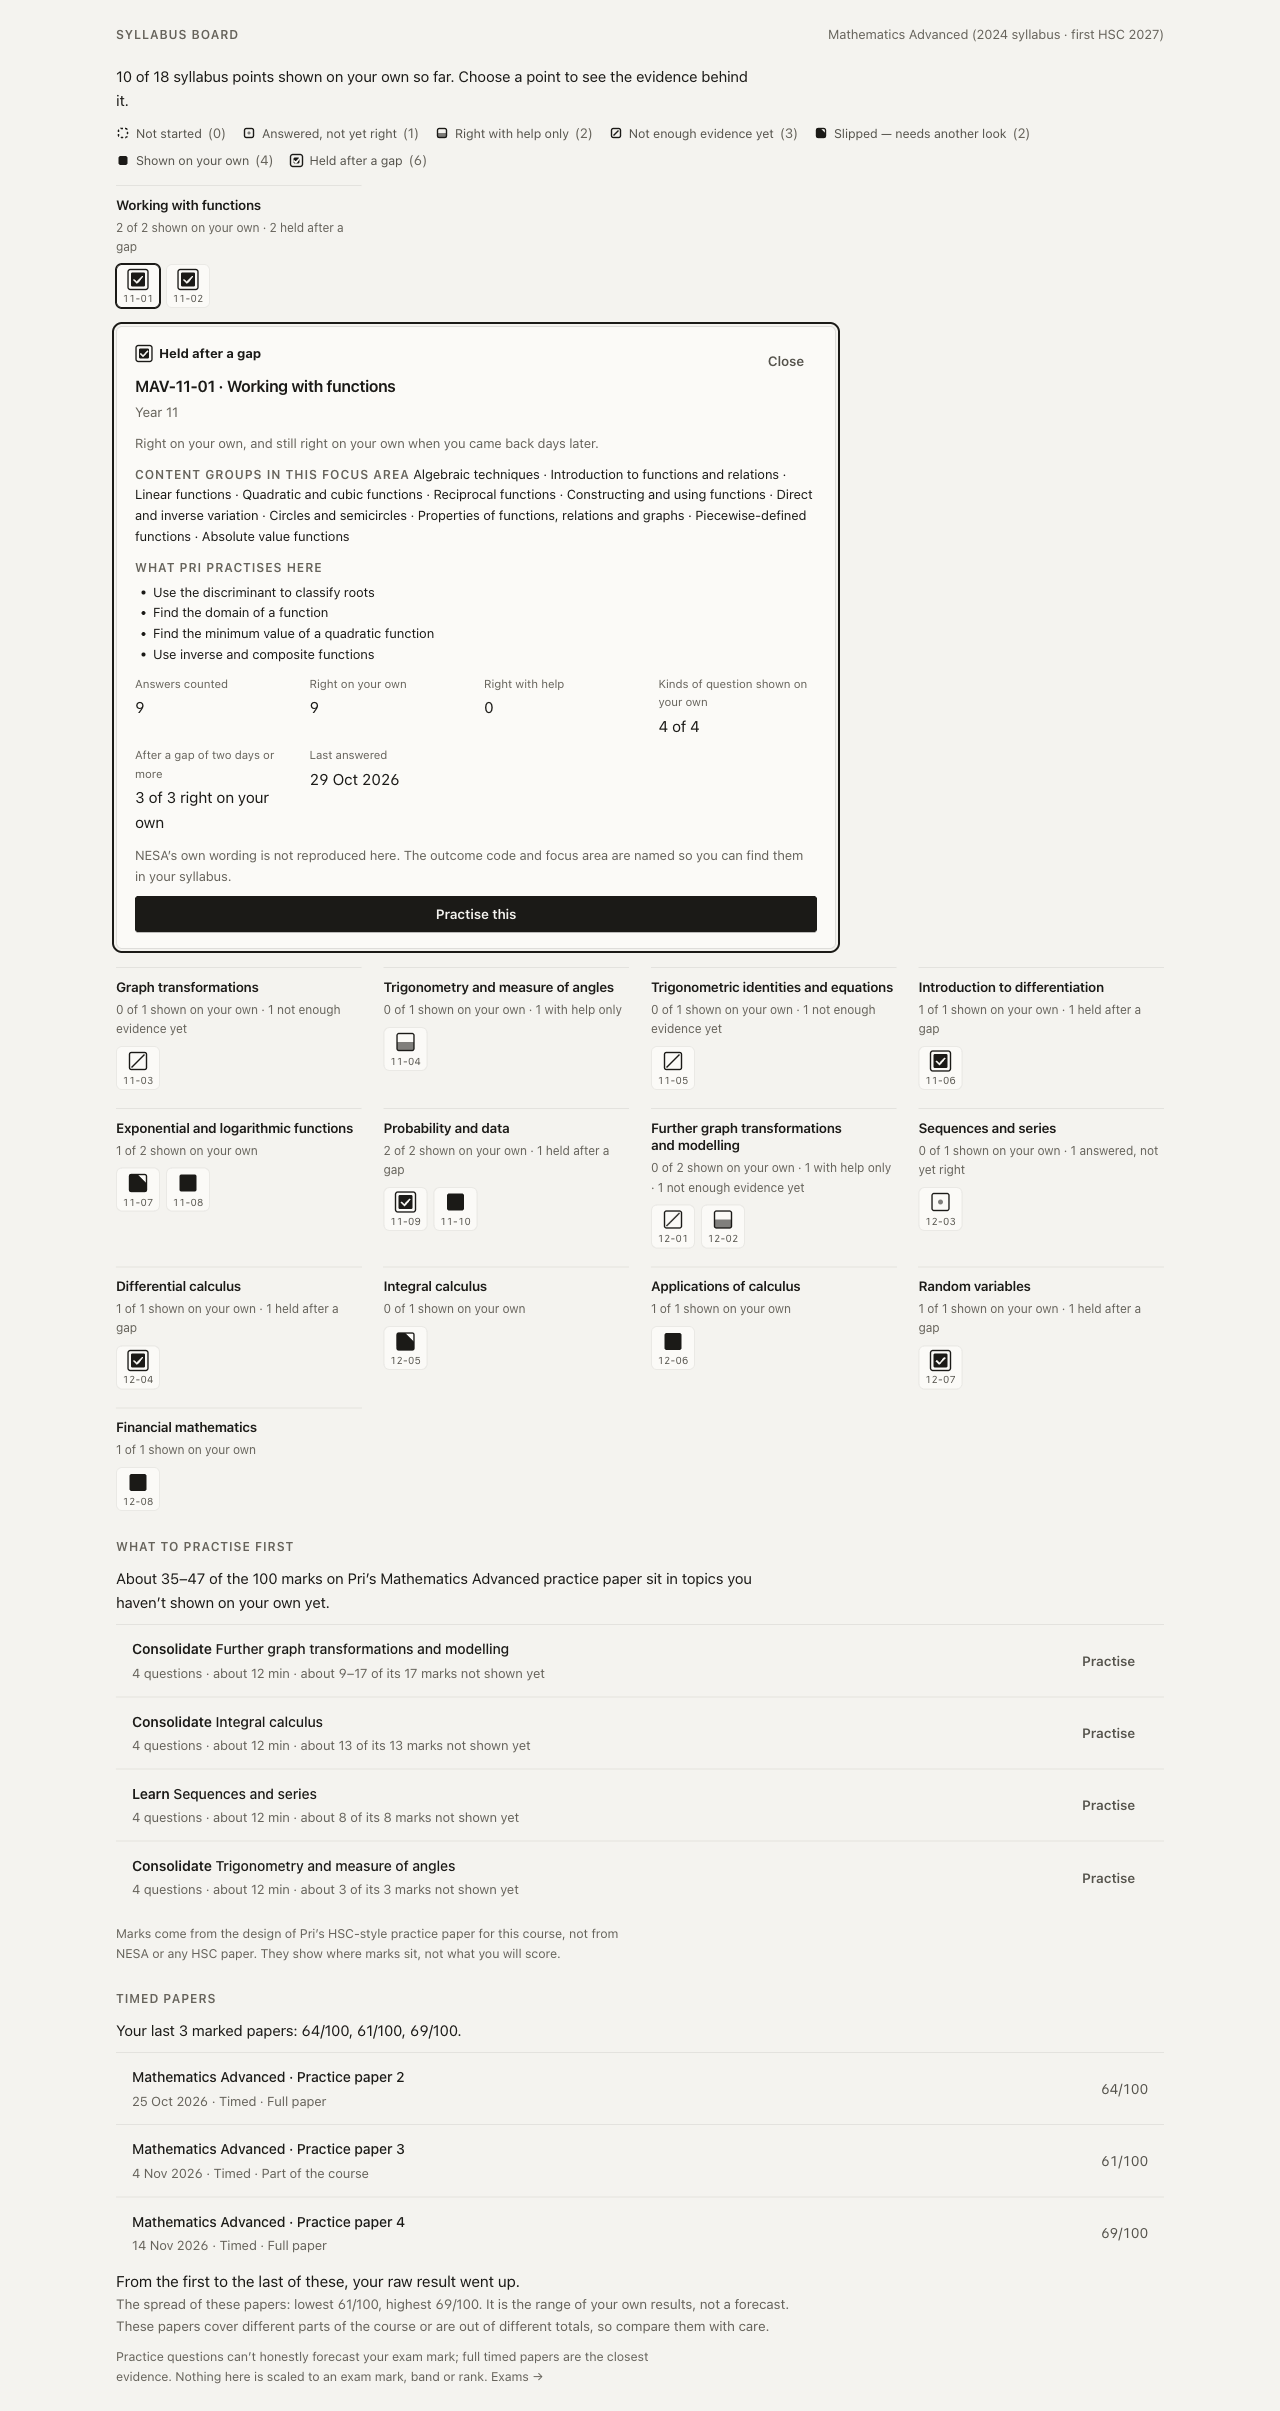 SYLLABUS BOARD
Mathematics Advanced (2024 syllabus · first HSC 2027)
10 of 18 syllabus points shown on your own so far. Choose a point to see the evidence behind
it.
Not started (0) Answered, not yet right (1) Right with help only (2) Not enough evidence yet (3) Slipped — needs another look (2)
Shown on your own (4) Held after a gap (6)
Working with functions
2 of 2 shown on your own · 2 held after a
gap
11-01 11-02
Held after a gap
Close
MAV-11-01 · Working with functions
Year 11
Right on your own, and still right on your own when you came back days later.
CONTENT GROUPS IN THIS FOCUS AREA Algebraic techniques · Introduction to functions and relations ·
Linear functions · Quadratic and cubic functions · Reciprocal functions · Constructing and using functions · Direct
and inverse variation · Circles and semicircles · Properties of functions, relations and graphs · Piecewise-defined
functions · Absolute value functions
WHAT PRI PRACTISES HERE
• Use the discriminant to classify roots
• Find the domain of a function
• Find the minimum value of a quadratic function
• Use inverse and composite functions
Answers counted
9
Right on your own
9
Right with help
0
Kinds of question shown on
your own
4 of 4
After a gap of two days or
more
3 of 3 right on your
own
Last answered
29 Oct 2026
NESA's own wording is not reproduced here. The outcome code and focus area are named so you can find them
in your syllabus.
Practise this
Graph transformations
0 of 1 shown on your own · 1 not enough
evidence yet
11-03
Trigonometry and measure of angles
0 of 1 shown on your own · 1 with help only
11-04
Trigonometric identities and equations
0 of 1 shown on your own · 1 not enough
evidence yet
11-05
Introduction to differentiation
1 of 1 shown on your own · 1 held after a
gap
11-06
Exponential and logarithmic functions
1 of 2 shown on your own
11-07 11-08
Probability and data
2 of 2 shown on your own · 1 held after a
gap
11-09 11-10
Further graph transformations
and modelling
0 of 2 shown on your own · 1 with help only
· 1 not enough evidence yet
12-01 12-02
Sequences and series
0 of 1 shown on your own · 1 answered, not
yet right
12-03
Differential calculus
1 of 1 shown on your own · 1 held after a
gap
12-04
Integral calculus
0 of 1 shown on your own
12-05
Applications of calculus
1 of 1 shown on your own
12-06
Random variables
1 of 1 shown on your own · 1 held after a
gap
12-07
Financial mathematics
1 of 1 shown on your own
12-08
WHAT TO PRACTISE FIRST
About 35–47 of the 100 marks on Pri's Mathematics Advanced practice paper sit in topics you
haven't shown on your own yet.
Consolidate Further graph transformations and modelling
4 questions · about 12 min · about 9–17 of its 17 marks not shown yet
Practise
Consolidate Integral calculus
4 questions · about 12 min · about 13 of its 13 marks not shown yet
Practise
Learn Sequences and series
4 questions · about 12 min · about 8 of its 8 marks not shown yet
Practise
Consolidate Trigonometry and measure of angles
4 questions · about 12 min · about 3 of its 3 marks not shown yet
Practise
Marks come from the design of Pri's HSC-style practice paper for this course, not from
NESA or any HSC paper. They show where marks sit, not what you will score.
TIMED PAPERS
Your last 3 marked papers: 64/100, 61/100, 69/100.
Mathematics Advanced · Practice paper 2
25 Oct 2026 · Timed · Full paper
64/100
Mathematics Advanced · Practice paper 3
4 Nov 2026 · Timed · Part of the course
61/100
Mathematics Advanced · Practice paper 4
14 Nov 2026 · Timed · Full paper
69/100
From the first to the last of these, your raw result went up.
The spread of these papers: lowest 61/100, highest 69/100. It is the range of your own results, not a forecast.
These papers cover different parts of the course or are out of different totals, so compare them with care.
Practice questions can't honestly forecast your exam mark; full timed papers are the closest
evidence. Nothing here is scaled to an exam mark, band or rank. Exams →